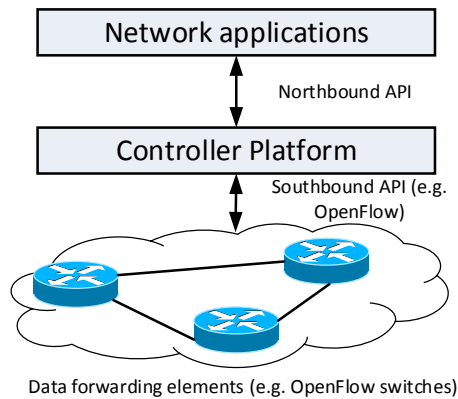 Network applications
Northbound API
Controller Platform
Southbound API (e.g.
OpenFlow)
Data forwarding elements (e.g. OpenFlow switches)